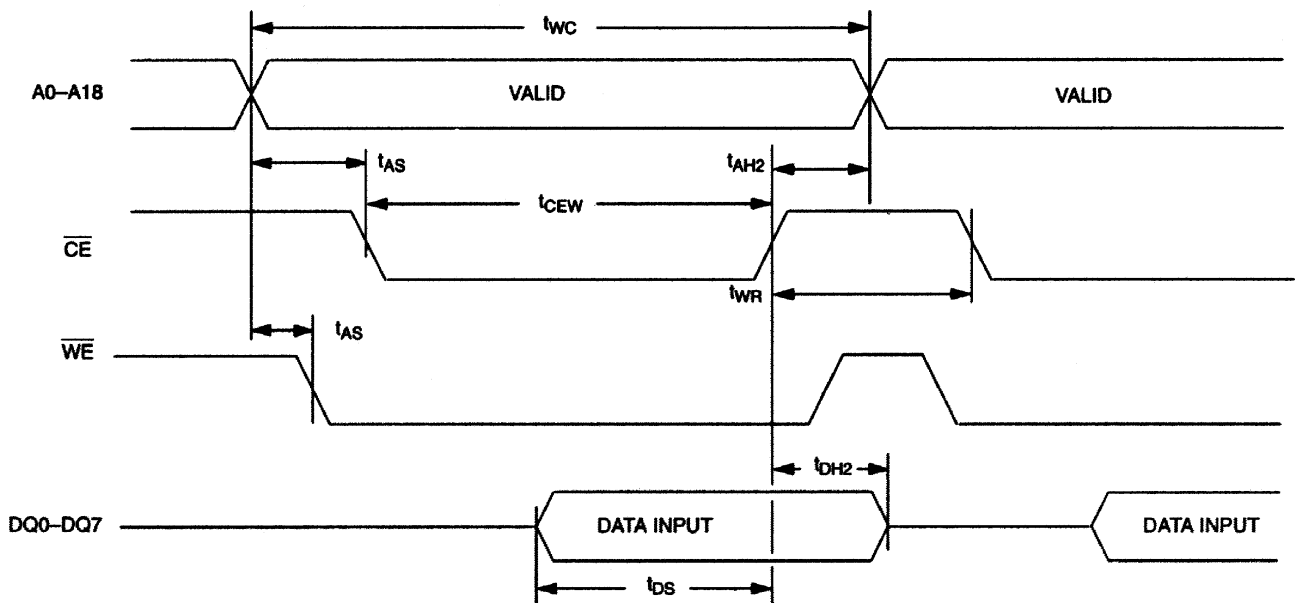 tWC
A0–A18
VALID
VALID
tAS
tAH2
tCEW
CE
tWR
tAS
WE
tDH2
DQ0–DQ7
DATA INPUT
DATA INPUT
tDS